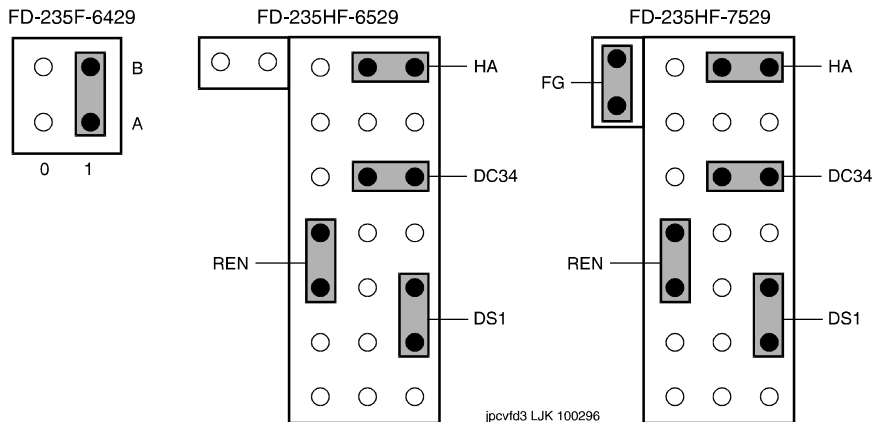 FD-235F-6429
B
A
0 1
FD-235HF-6529
HA
DC34
REN
DS1
FD-235HF-7529
FG
HA
DC34
REN
DS1
jpcvfd3 LJK 100296